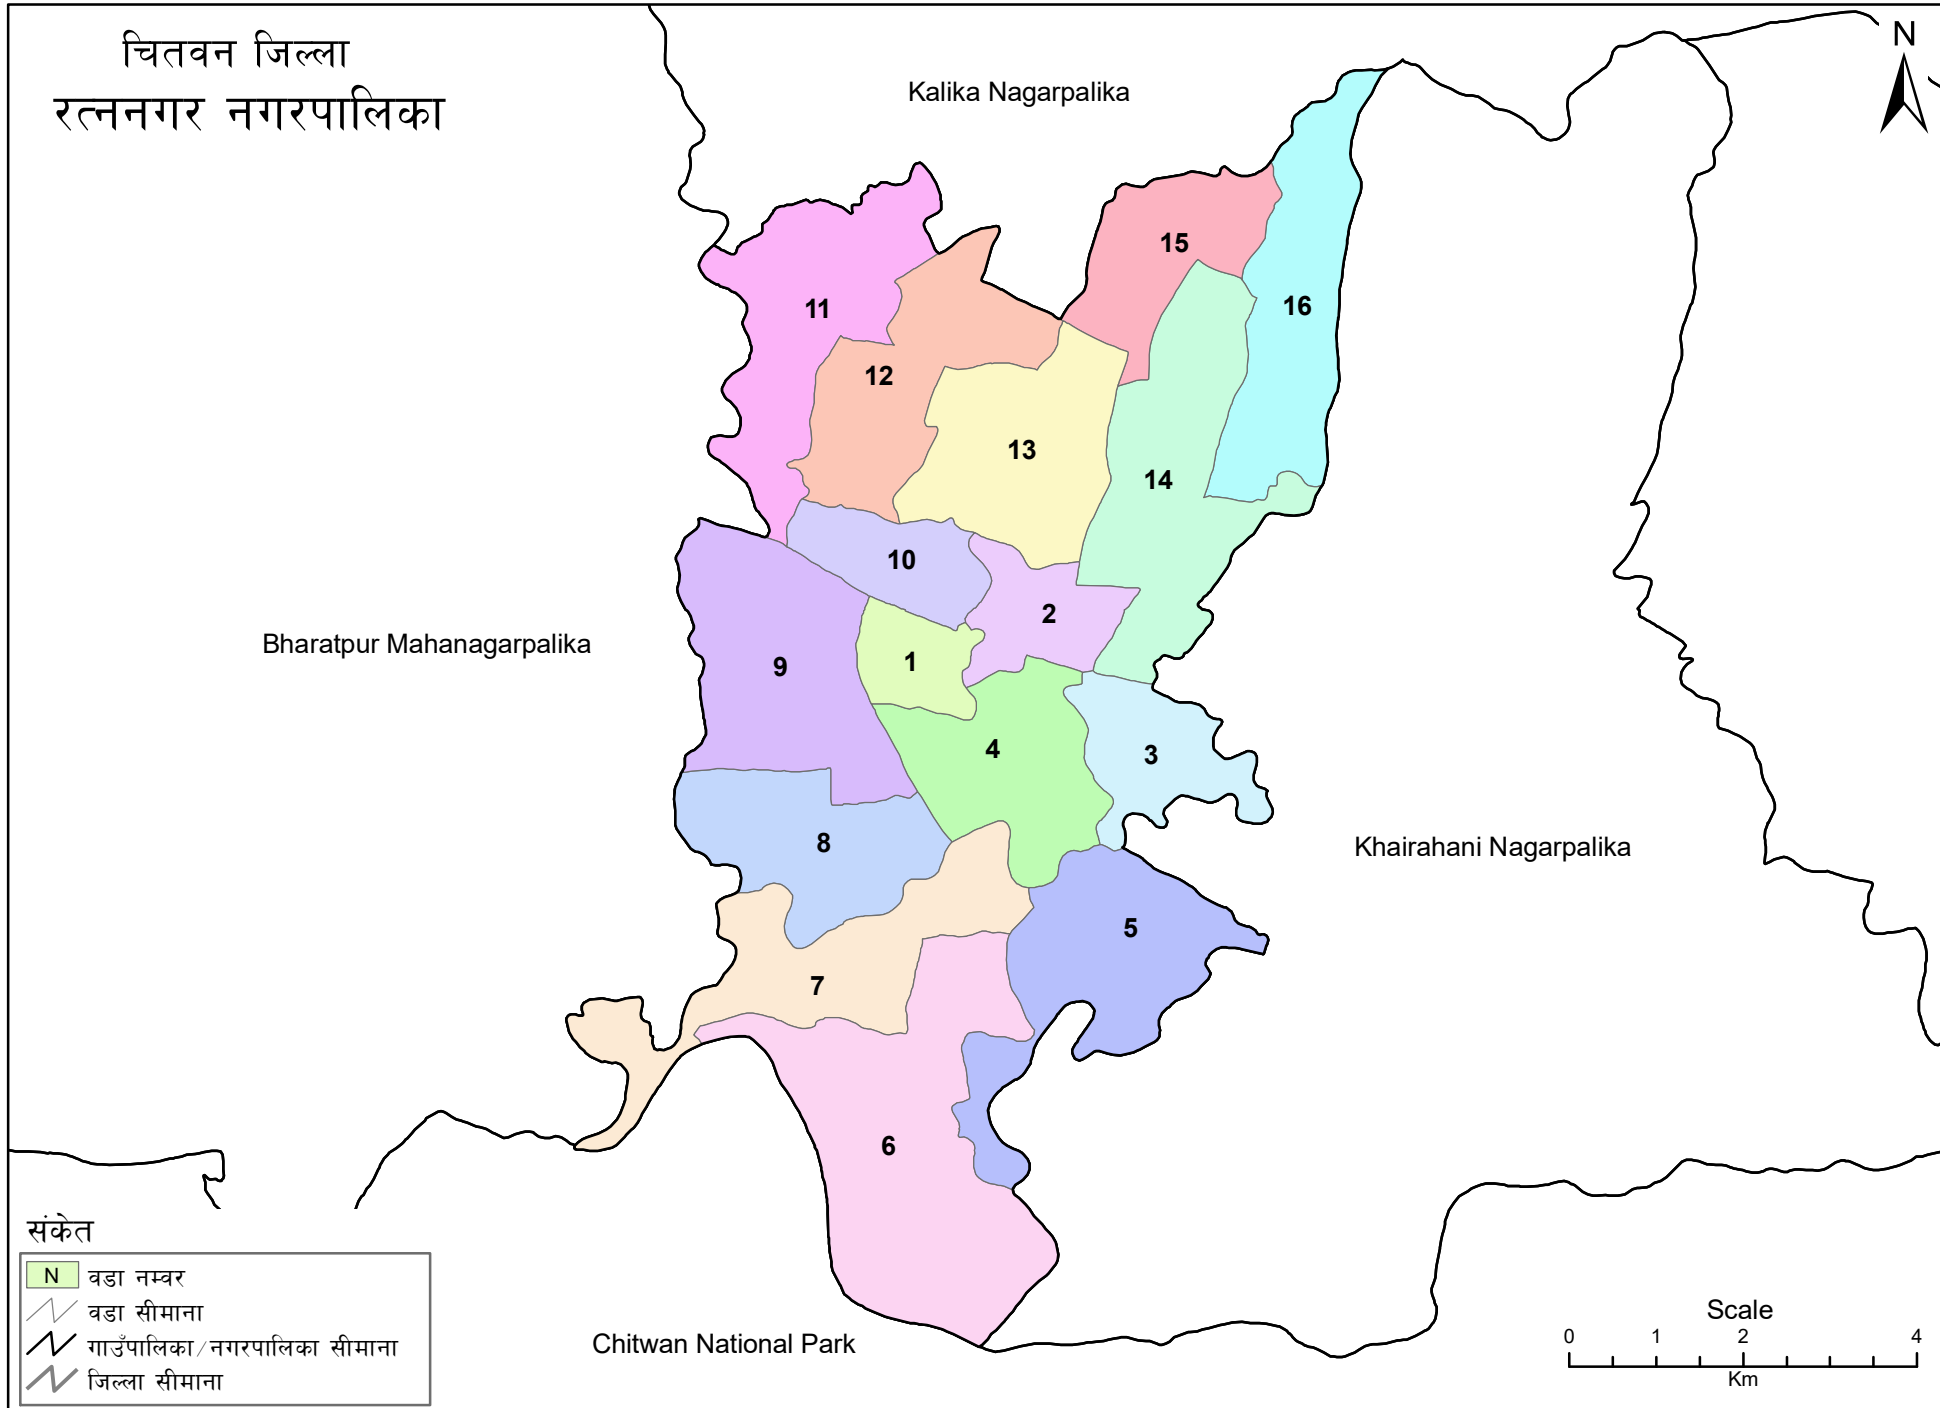 चितवन जिल्ला
रत्ननगर नगरपालिका
N
Kalika Nagarpalika
15
16
11
12
13
14
10
2
Bharatpur Mahanagarpalika
1
9
4
3
8
Khairahani Nagarpalika
5
7
6
संकेत
N वडा नम्वर
वडा सीमाना
गाउँपालिका/नगरपालिका सीमाना
जिल्ला सीमाना
Chitwan National Park
Scale
0 1 2 4
Km